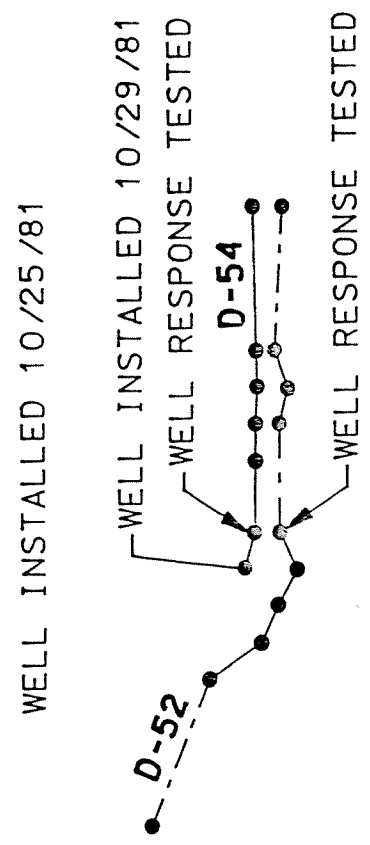 WELL INSTALLED 10/25/81
WELL INSTALLED 10/29/81
WELL RESPONSE TESTED
D-54
D-52
WELL RESPONSE TESTED